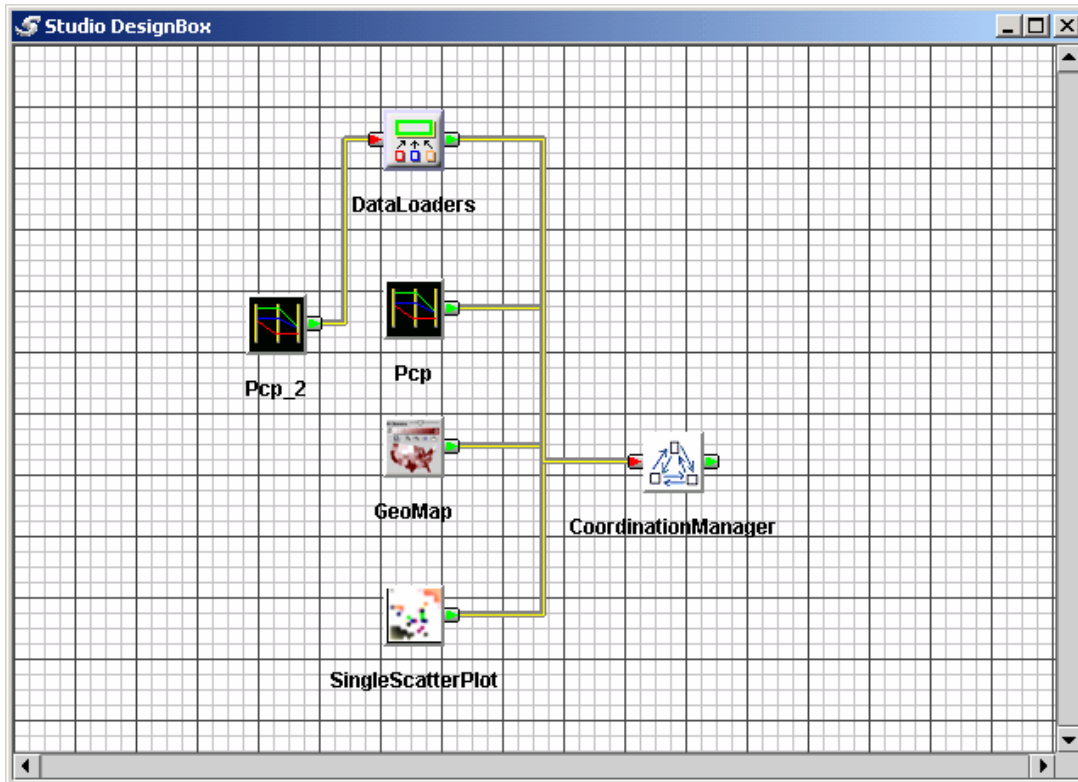 Studio DesignBox
DataLoaders
Pcp
Pcp_2
GeoMap
CoordinationManager
SingleScatterPlot